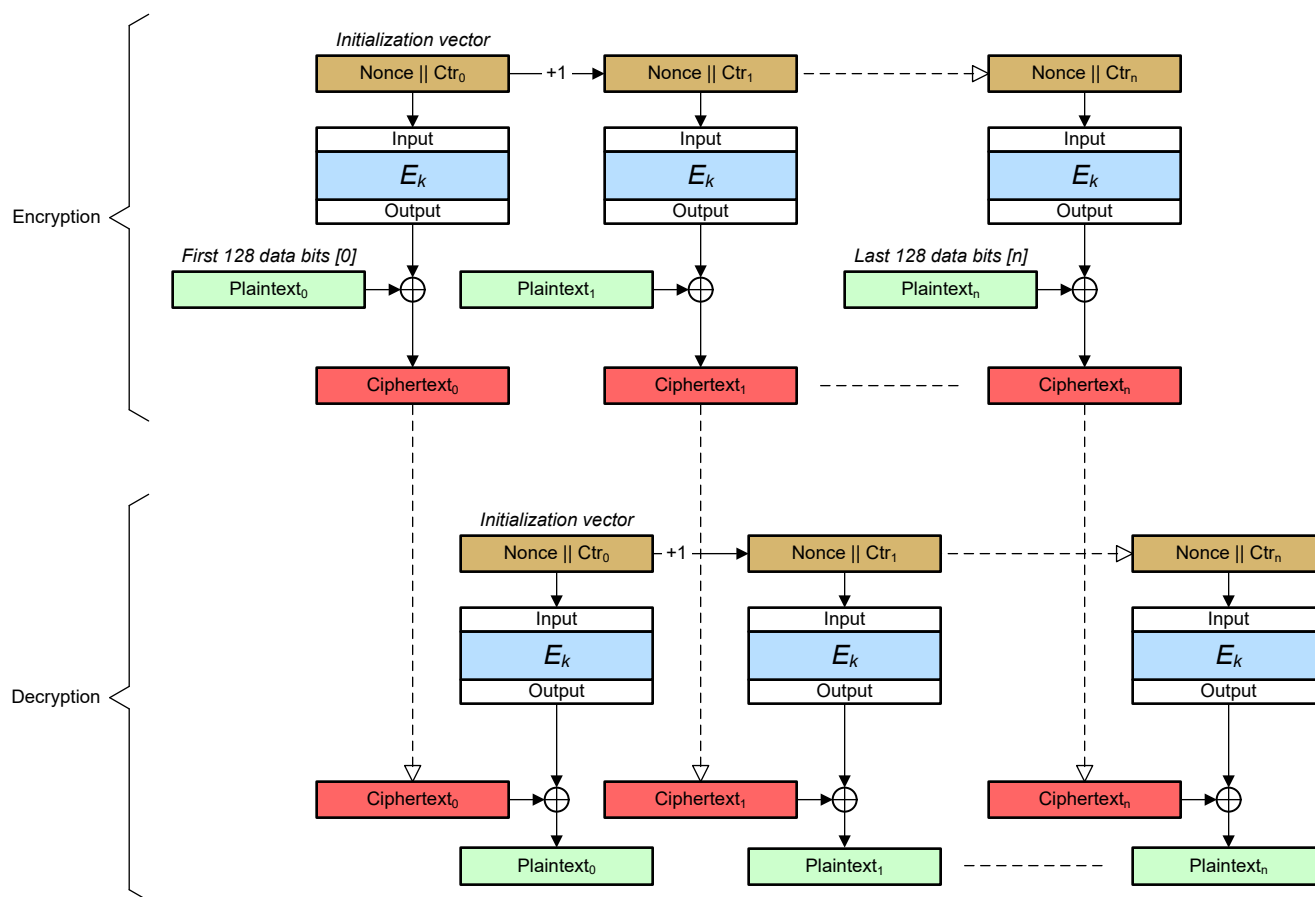 Initialization vector
Nonce || Ctr₀
+1
Nonce || Ctr₁
Nonce || Ctrₙ
Input
Input
Input
Eₖ
Eₖ
Eₖ
Output
Output
Output
Encryption
First 128 data bits [0]
Last 128 data bits [n]
Plaintext₀
Plaintext₁
Plaintextₙ
Ciphertext₀
Ciphertext₁
Ciphertextₙ
Initialization vector
Nonce || Ctr₀
+1
Nonce || Ctr₁
Nonce || Ctrₙ
Input
Input
Input
Eₖ
Eₖ
Eₖ
Output
Output
Output
Decryption
Ciphertext₀
Ciphertext₁
Ciphertextₙ
Plaintext₀
Plaintext₁
Plaintextₙ